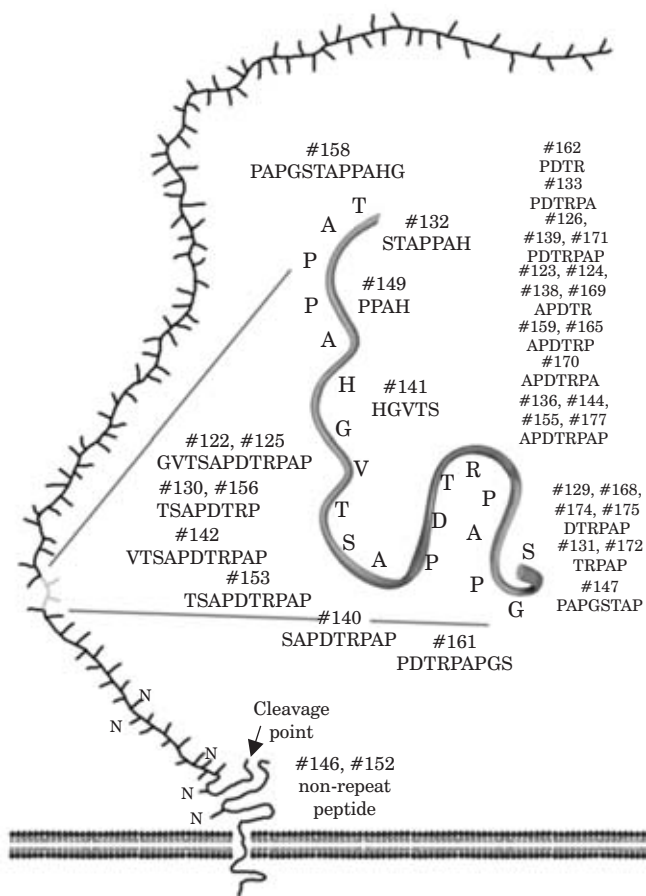 #158
PAPGSTAPPAHG
#132
STAPPAH
#149
PPAH
#141
HGVTS
#162
PDTR
#133
PDTRPA
#126,
#139, #171
PDTRPAP
#123, #124,
#138, #169
APDTR
#159, #165
APDTRP
#170
APDTRPA
#136, #144,
#155, #177
APDTRPAP
#129, #168,
#174, #175
DTRPAP
#131, #172
TRPAP
#147
PAPGSTAP
T
A
P
P
A
H
G
V
T
S
A
P
D
T
R
P
A
P
G
S
#122, #125
GVTSAPDTRPAP
#130, #156
TSAPDTRP
#142
VTSAPDTRPAP
#153
TSAPDTRPAP
#140
SAPDTRPAP
#161
PDTRPAPGS
N
N
N
N
N
Cleavage
point
#146, #152
non-repeat
peptide